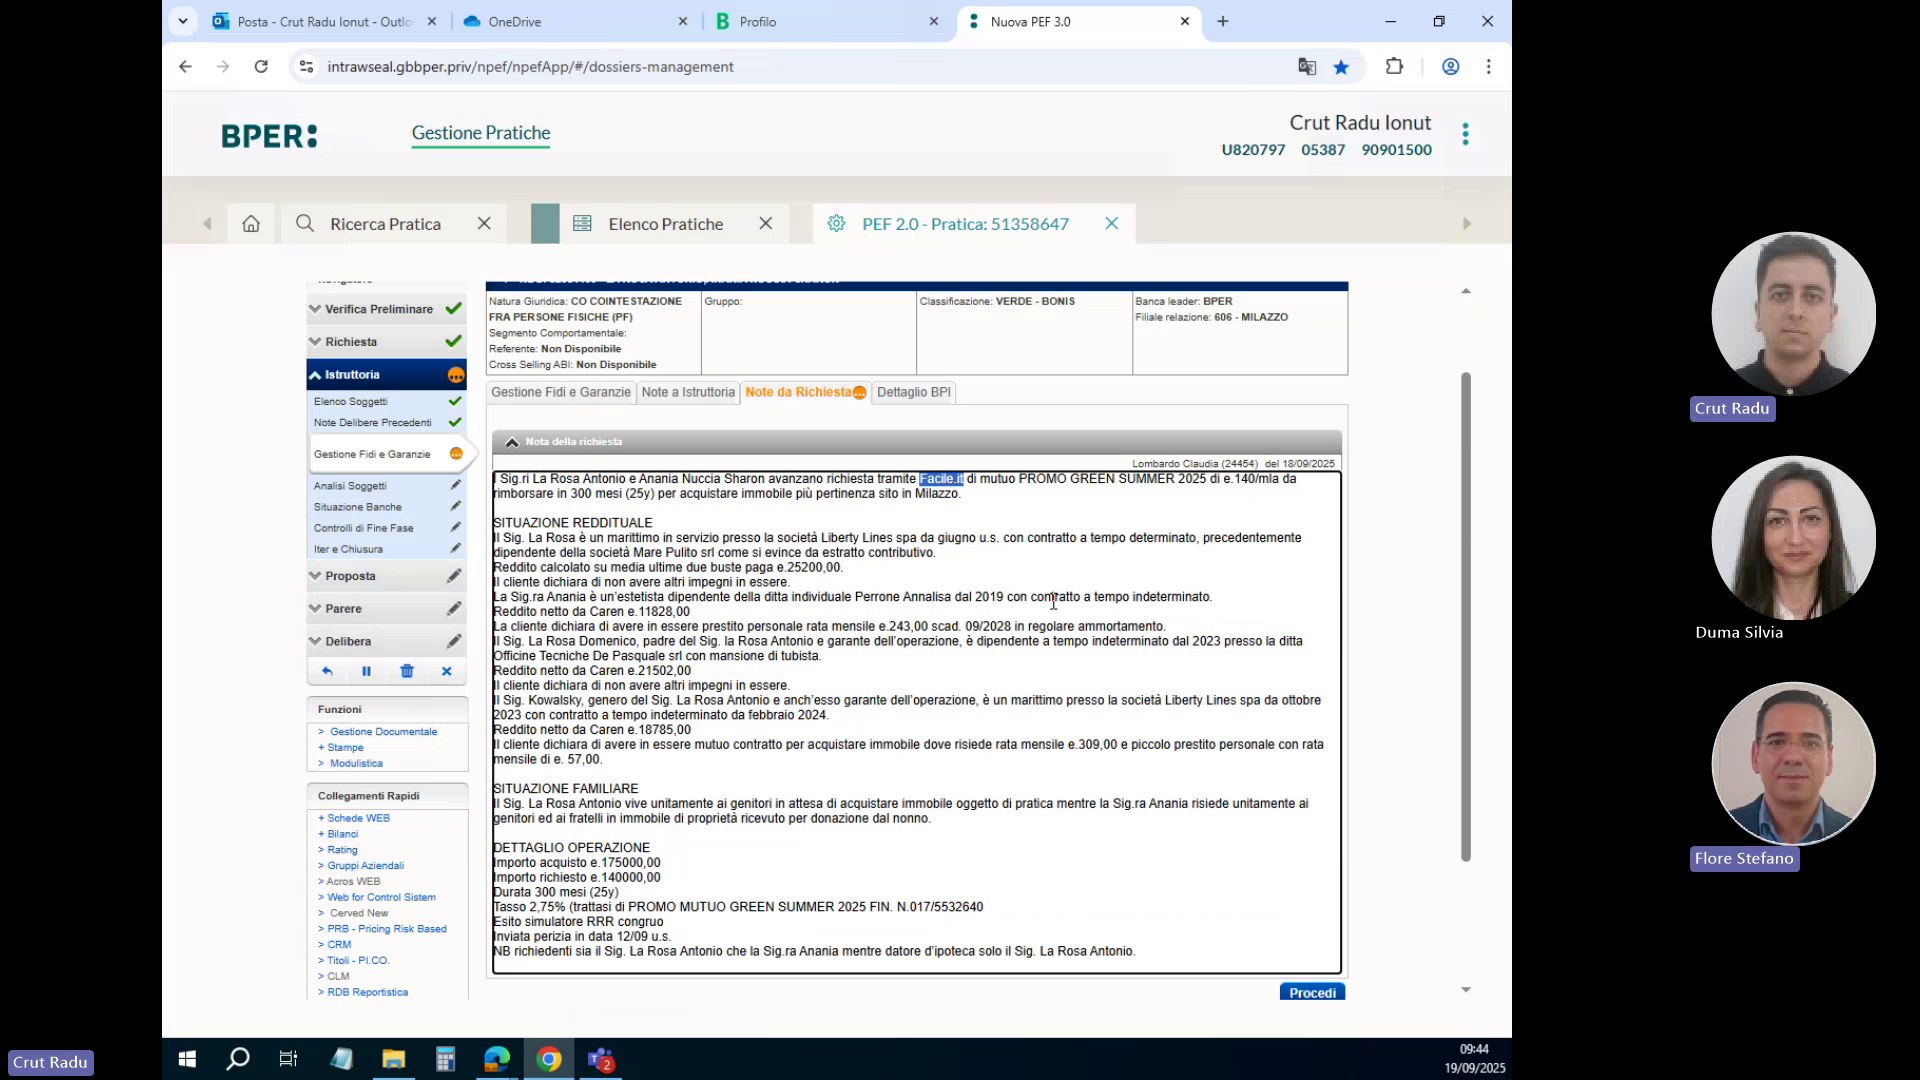 Posta - Crut Radu Ionut - Outlo
OneDrive
Profilo
Nuova PEF 3.0
intrawseal.gbbper.priv/npef/npefApp/#/dossiers-management
BPER:
Gestione Pratiche
Crut Radu Ionut
U820797 05387 90901500
Ricerca Pratica
Elenco Pratiche
PEF 2.0 - Pratica: 51358647
Verifica Preliminare
Richiesta
Istruttoria
Elenco Soggetti
Note Delibere Precedenti
Gestione Fidi e Garanzie
Analisi Soggetti
Situazione Banche
Controlli di Fine Fase
Iter e Chiusura
Proposta
Parere
Delibera
Funzioni
> Gestione Documentale
+ Stampe
> Modulistica
Collegamenti Rapidi
+ Schede WEB
+ Bilanci
> Rating
> Gruppi Aziendali
> Acros WEB
> Web for Control Sistem
> Cerved New
> PRB - Pricing Risk Based
> CRM
> Titoli - PI.CO.
> CLM
> RDB Reportistica
Natura Giuridica: CO COINTESTAZIONE
FRA PERSONE FISICHE (PF)
Segmento Comportamentale:
Referente: Non Disponibile
Cross Selling ABI: Non Disponibile
Gruppo:
Classificazione: VERDE - BONIS
Banca leader: BPER
Filiale relazione: 606 - MILAZZO
Gestione Fidi e Garanzie
Note a Istruttoria
Note da Richiesta
Dettaglio BPI
Nota della richiesta
Lombardo Claudia (24454) del 18/09/2025
I Sig.ri La Rosa Antonio e Anania Nuccia Sharon avanzano richiesta tramite Facile.it di mutuo PROMO GREEN SUMMER 2025 di e.140/mla da
rimborsare in 300 mesi (25y) per acquistare immobile più pertinenza sito in Milazzo.
SITUAZIONE REDDITUALE
Il Sig. La Rosa è un marittimo in servizio presso la società Liberty Lines spa da giugno u.s. con contratto a tempo determinato, precedentemente
dipendente della società Mare Pulito srl come si evince da estratto contributivo.
Reddito calcolato su media ultime due buste paga e.25200,00.
Il cliente dichiara di non avere altri impegni in essere.
La Sig.ra Anania è un'estetista dipendente della ditta individuale Perrone Annalisa dal 2019 con contratto a tempo indeterminato.
Reddito netto da Caren e.11828,00
La cliente dichiara di avere in essere prestito personale rata mensile e.243,00 scad. 09/2028 in regolare ammortamento.
Il Sig. La Rosa Domenico, padre del Sig. la Rosa Antonio e garante dell'operazione, è dipendente a tempo indeterminato dal 2023 presso la ditta
Officine Tecniche De Pasquale srl con mansione di tubista.
Reddito netto da Caren e.21502,00
Il cliente dichiara di non avere altri impegni in essere.
Il Sig. Kowalsky, genero del Sig. La Rosa Antonio e anch'esso garante dell'operazione, è un marittimo presso la società Liberty Lines spa da ottobre
2023 con contratto a tempo indeterminato da febbraio 2024.
Reddito netto da Caren e.18785,00
Il cliente dichiara di avere in essere mutuo contratto per acquistare immobile dove risiede rata mensile e.309,00 e piccolo prestito personale con rata
mensile di e. 57,00.
SITUAZIONE FAMILIARE
Il Sig. La Rosa Antonio vive unitamente ai genitori in attesa di acquistare immobile oggetto di pratica mentre la Sig.ra Anania risiede unitamente ai
genitori ed ai fratelli in immobile di proprietà ricevuto per donazione dal nonno.
DETTAGLIO OPERAZIONE
Importo acquisto e.175000,00
Importo richiesto e.140000,00
Durata 300 mesi (25y)
Tasso 2,75% (trattasi di PROMO MUTUO GREEN SUMMER 2025 FIN. N.017/5532640
Esito simulatore RRR congruo
Inviata perizia in data 12/09 u.s.
NB richiedenti sia il Sig. La Rosa Antonio che la Sig.ra Anania mentre datore d'ipoteca solo il Sig. La Rosa Antonio.
Procedi
Crut Radu
Duma Silvia
Flore Stefano
Crut Radu
2
09:44
19/09/2025